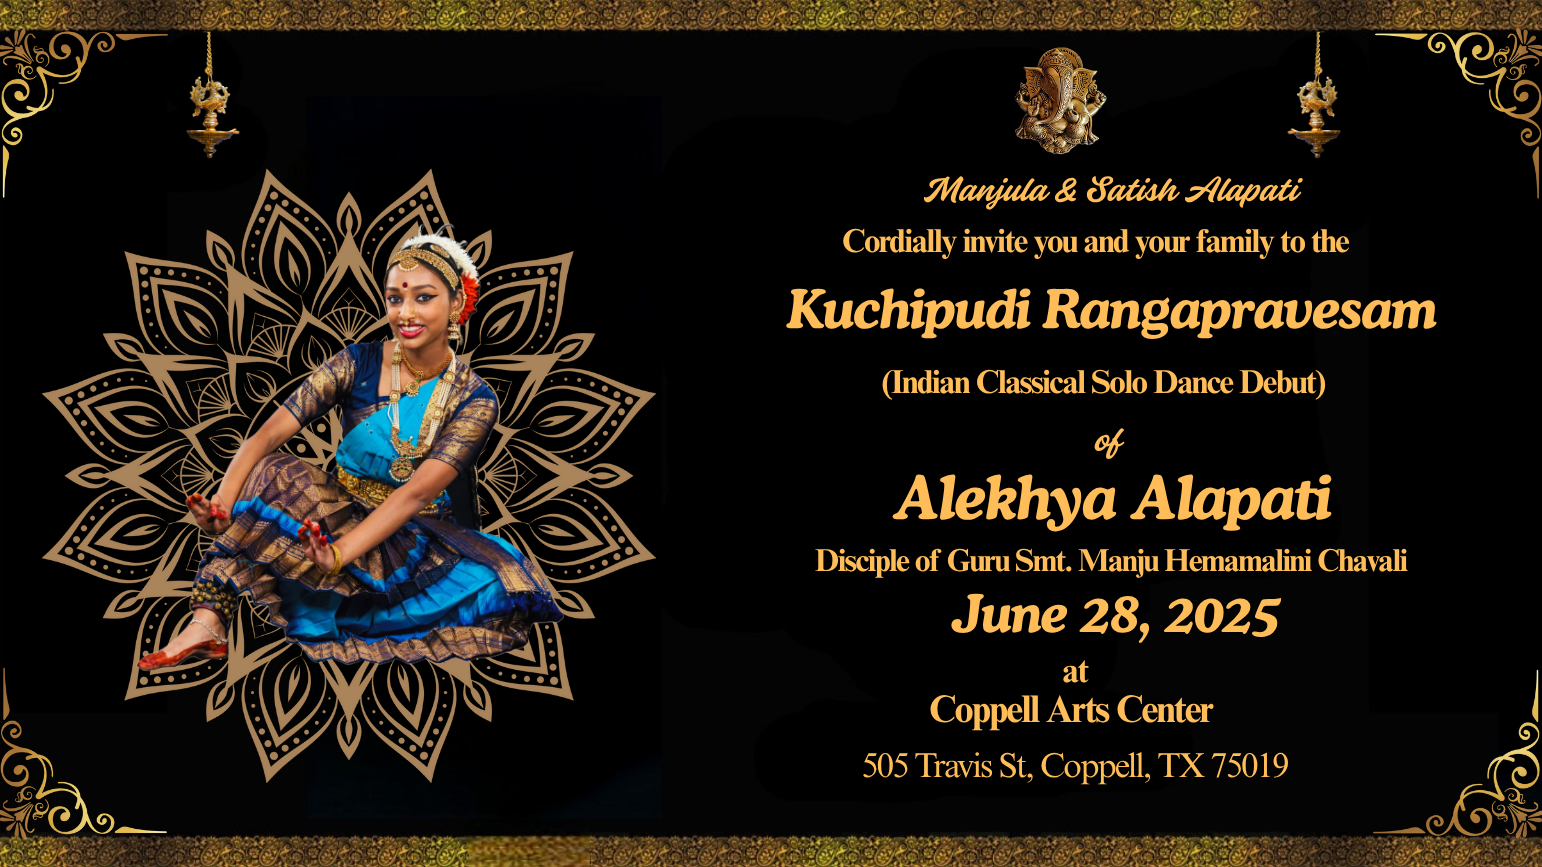 Manjula & Satish Alapati
Cordially invite you and your family to the
Kuchipudi Rangapravesam
(Indian Classical Solo Dance Debut)
of
Alekhya Alapati
Disciple of Guru Smt. Manju Hemamalini Chavali
June 28, 2025
at
Coppell Arts Center
505 Travis St, Coppell, TX 75019